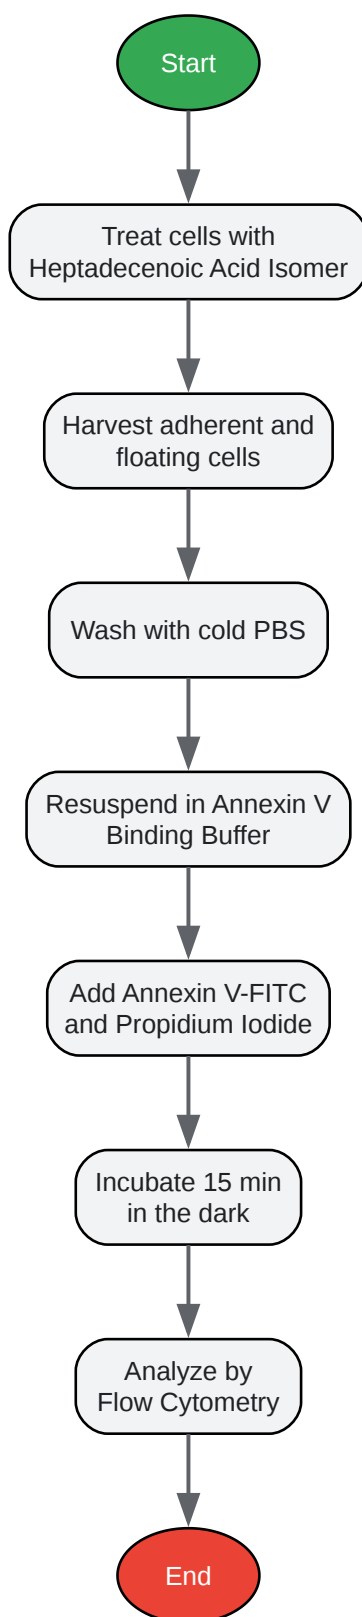 Start
Treat cells with
Heptadecenoic Acid Isomer
Harvest adherent and
floating cells
Wash with cold PBS
Resuspend in Annexin V
Binding Buffer
Add Annexin V-FITC
and Propidium Iodide
Incubate 15 min
in the dark
Analyze by
Flow Cytometry
End